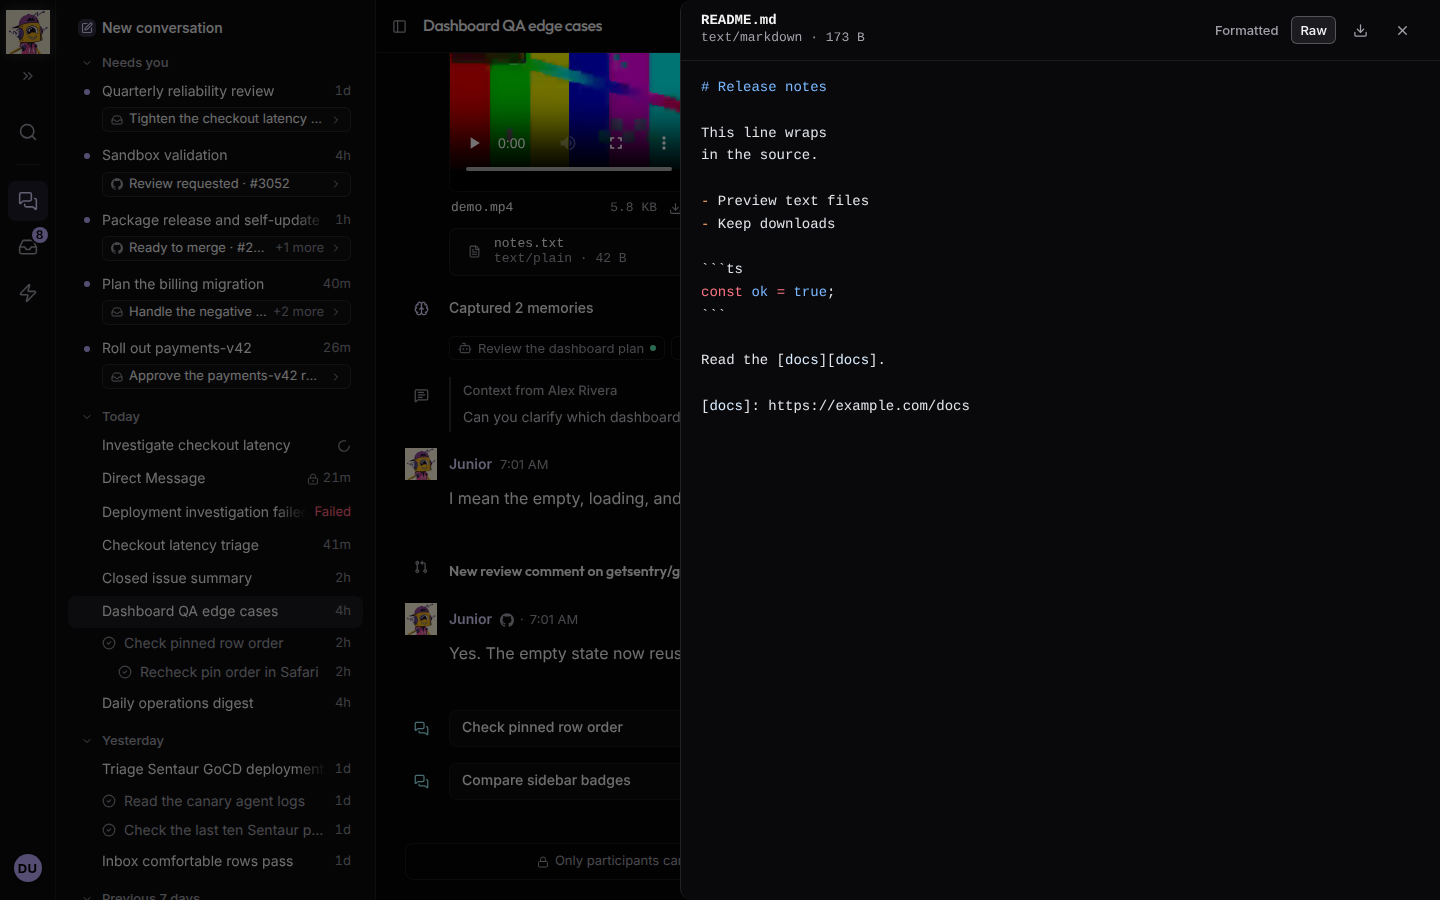 New conversation
Needs you
Quarterly reliability review 1d
Tighten the checkout latency ...
Sandbox validation 4h
Review requested · #3052
Package release and self-update 1h
Ready to merge · #2... +1 more
8
Plan the billing migration 40m
Handle the negative ... +2 more
Roll out payments-v42 26m
Approve the payments-v42 r...
Today
Investigate checkout latency
Direct Message 21m
Deployment investigation failed Failed
Checkout latency triage 41m
Closed issue summary 2h
Dashboard QA edge cases 4h
Check pinned row order 2h
Recheck pin order in Safari 2h
Daily operations digest 4h
Yesterday
Triage Sentaur GoCD deployment 1d
Read the canary agent logs 1d
Check the last ten Sentaur p... 1d
Inbox comfortable rows pass 1d
Previous 7 days
DU
Dashboard QA edge cases
0:00
demo.mp4 5.8 KB
notes.txt
text/plain · 42 B
Captured 2 memories
Review the dashboard plan
Context from Alex Rivera
Can you clarify which dashboard
Junior 7:01 AM
I mean the empty, loading, and
New review comment on getsentry/g
Junior · 7:01 AM
Yes. The empty state now reus
Check pinned row order
Compare sidebar badges
Only participants can
README.md
text/markdown · 173 B
Formatted Raw
# Release notes
This line wraps
in the source.
- Preview text files
- Keep downloads
```ts
const ok = true;
```
Read the [docs][docs].
[docs]: https://example.com/docs